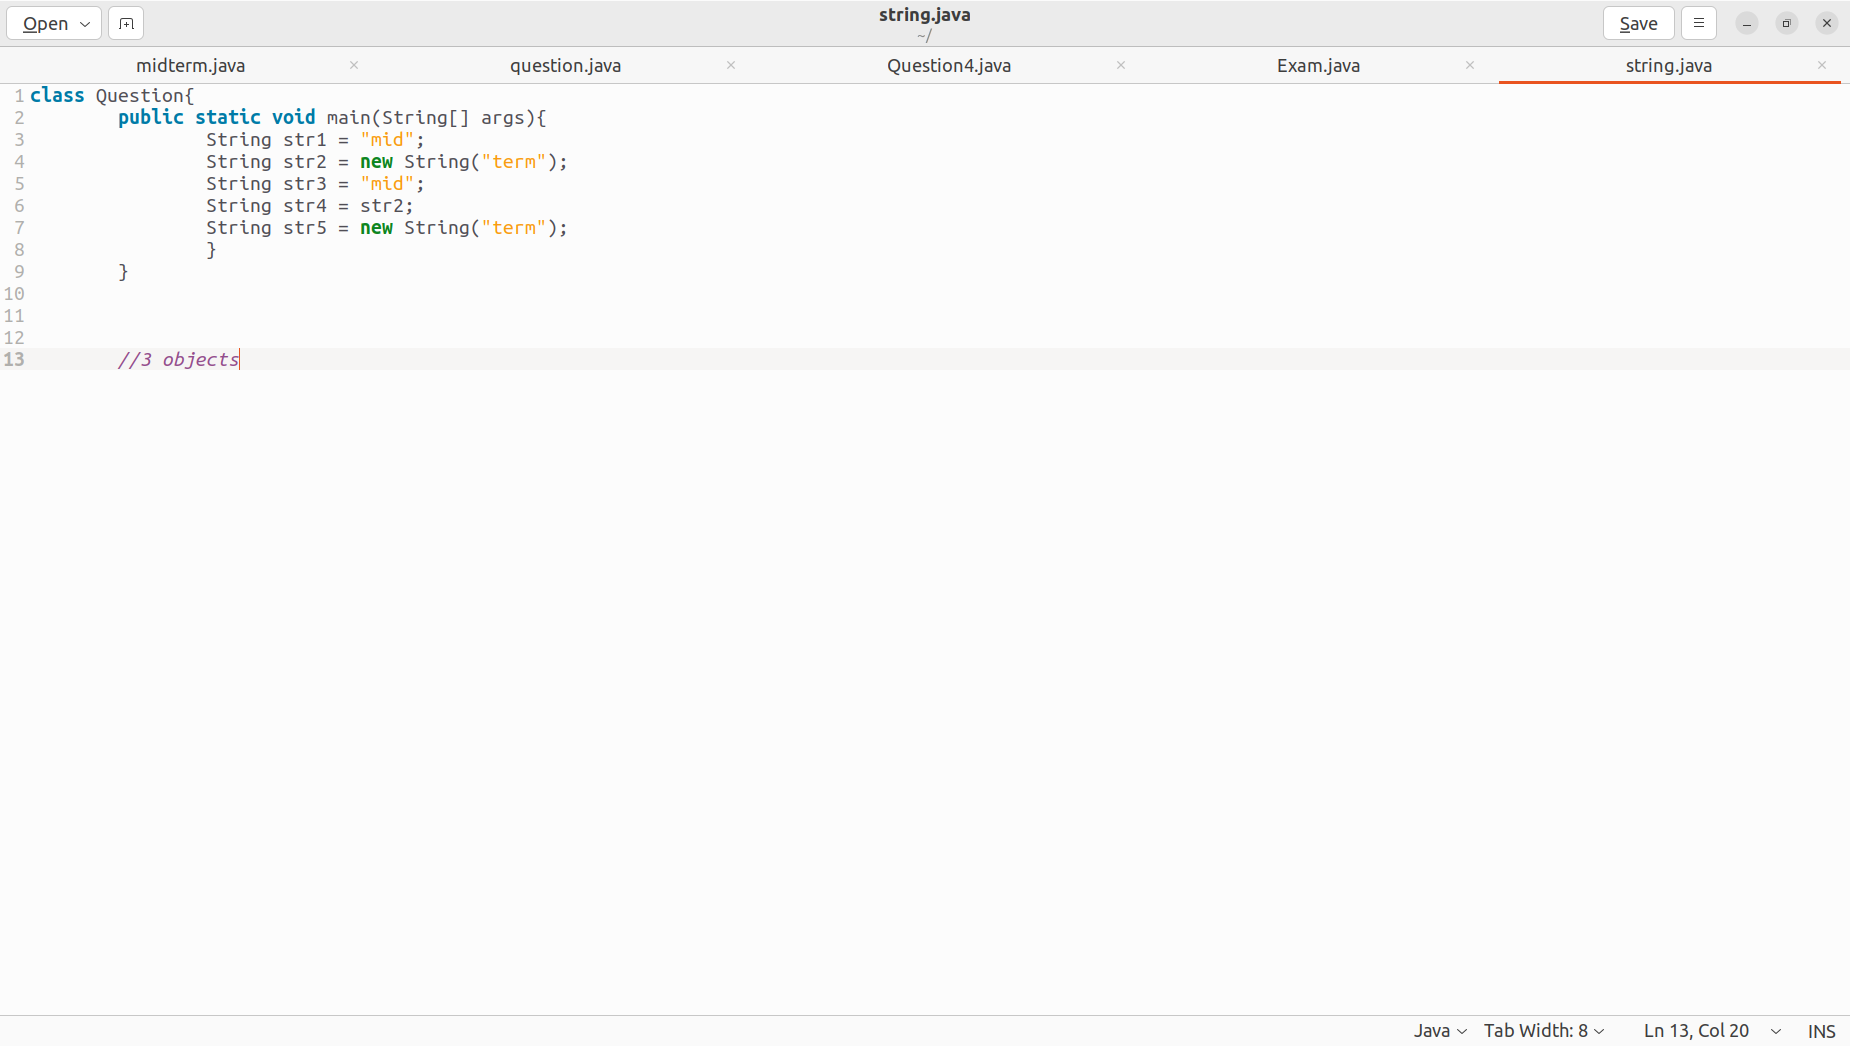 Open
string.java
~/
Save
midterm.java
question.java
Question4.java
Exam.java
string.java
1 class Question{
2 public static void main(String[] args){
3 String str1 = "mid";
4 String str2 = new String("term");
5 String str3 = "mid";
6 String str4 = str2;
7 String str5 = new String("term");
8 }
9 }
10
11
12
13 //3 objects
Java Tab Width: 8 Ln 13, Col 20 INS